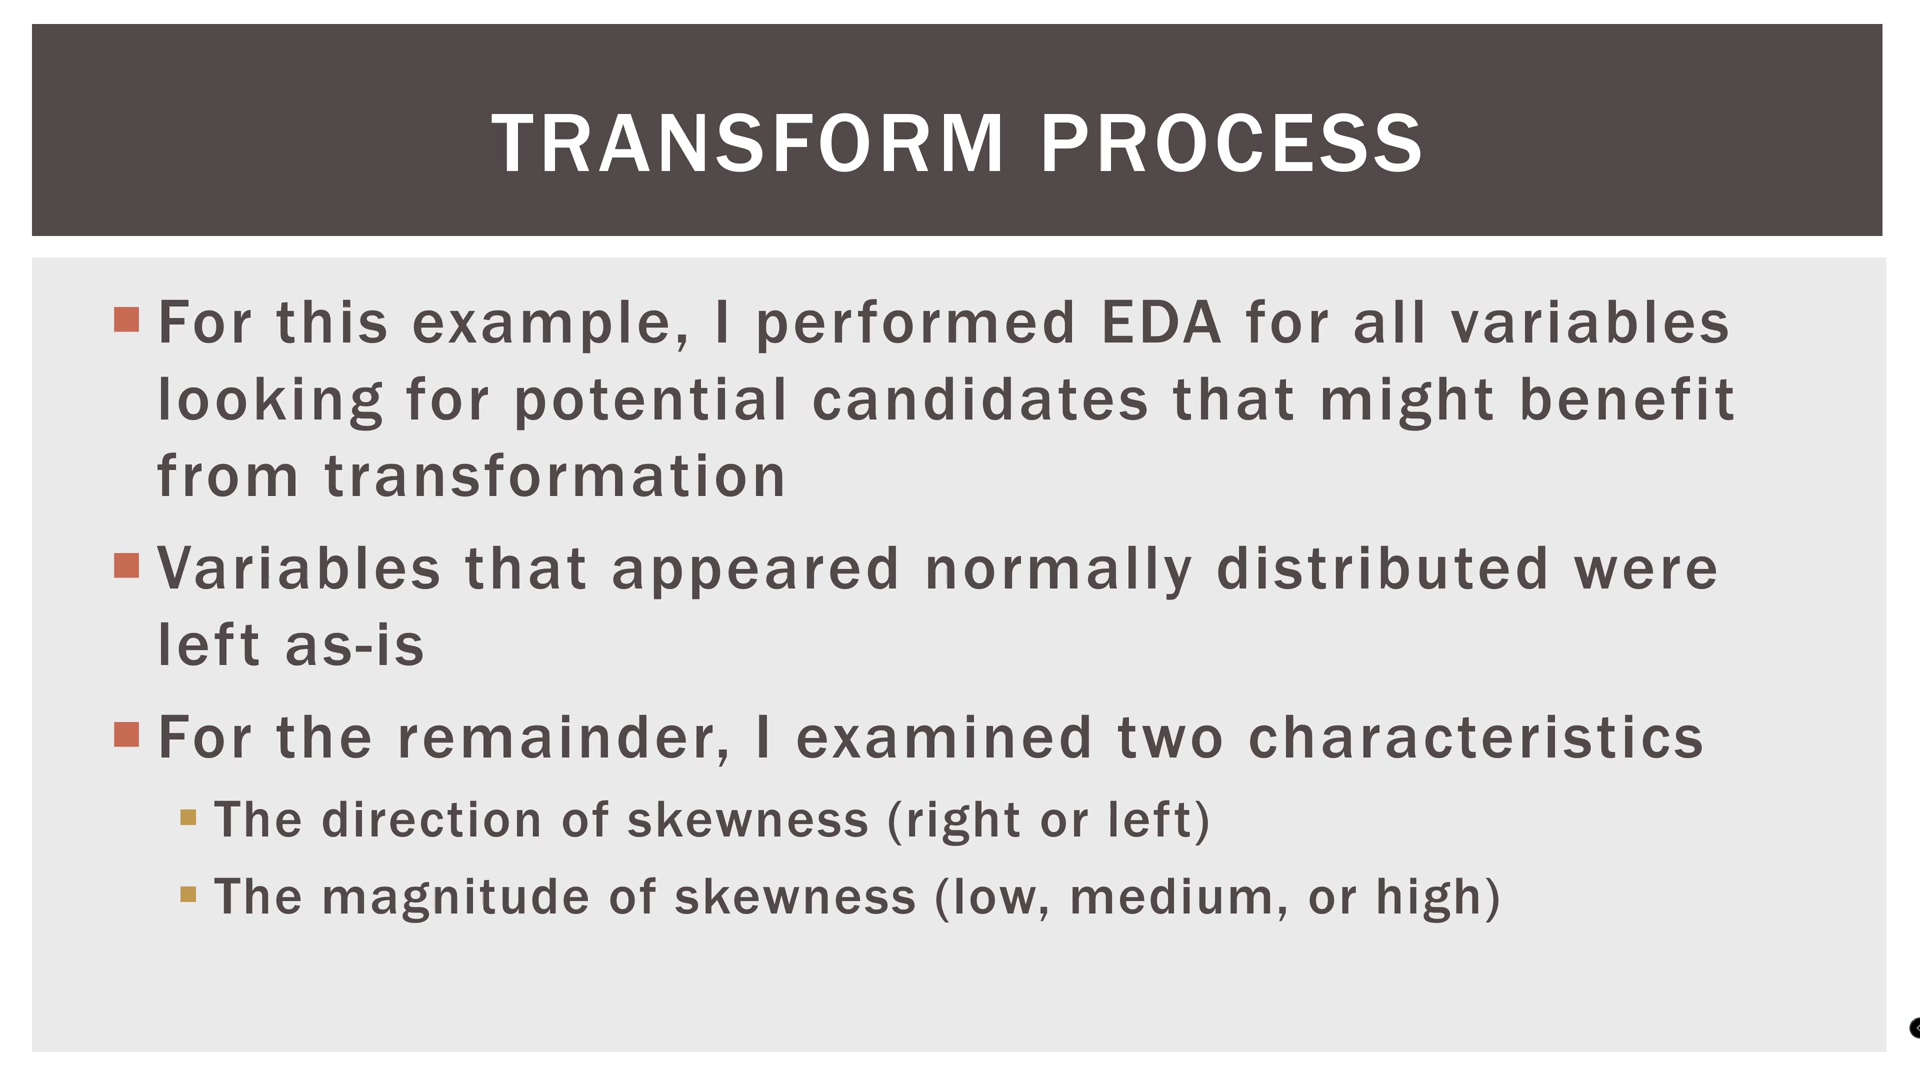 TRANSFORM PROCESS
For this example, I performed EDA for all variables
looking for potential candidates that might benefit
from transformation
Variables that appeared normally distributed were
left as-is
For the remainder, I examined two characteristics
The direction of skewness (right or left)
The magnitude of skewness (low, medium, or high)